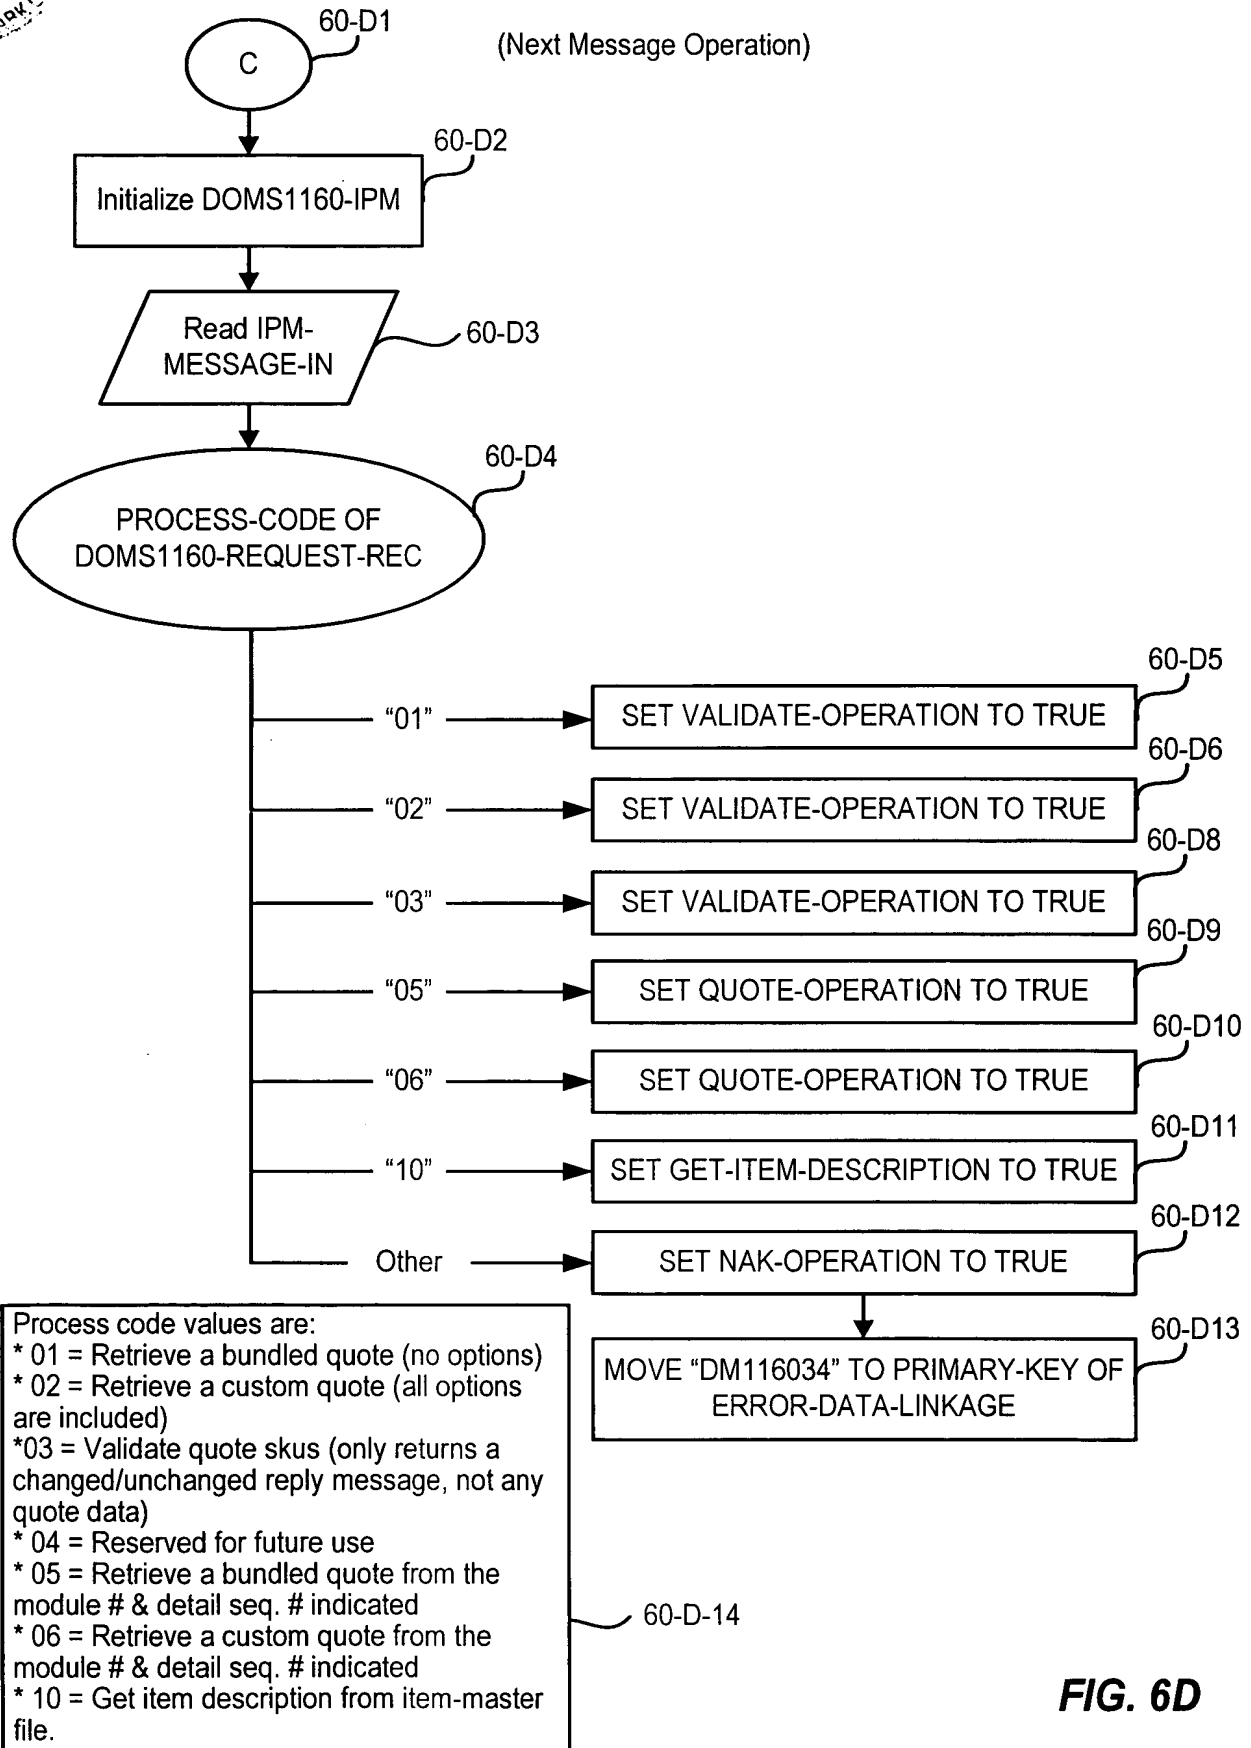 60-D1
(Next Message Operation)
C
60-D2
Initialize DOMS1160-IPM
Read IPM-
MESSAGE-IN
60-D3
60-D4
PROCESS-CODE OF
DOMS1160-REQUEST-REC
60-D5
“01”
SET VALIDATE-OPERATION TO TRUE
60-D6
“02”
SET VALIDATE-OPERATION TO TRUE
60-D8
“03”
SET VALIDATE-OPERATION TO TRUE
60-D9
“05”
SET QUOTE-OPERATION TO TRUE
60-D10
“06”
SET QUOTE-OPERATION TO TRUE
60-D11
“10”
SET GET-ITEM-DESCRIPTION TO TRUE
60-D12
Other
SET NAK-OPERATION TO TRUE
60-D13
MOVE “DM116034” TO PRIMARY-KEY OF
ERROR-DATA-LINKAGE
Process code values are:
* 01 = Retrieve a bundled quote (no options)
* 02 = Retrieve a custom quote (all options
are included)
*03 = Validate quote skus (only returns a
changed/unchanged reply message, not any
quote data)
* 04 = Reserved for future use
* 05 = Retrieve a bundled quote from the
module # & detail seq. # indicated
* 06 = Retrieve a custom quote from the
module # & detail seq. # indicated
* 10 = Get item description from item-master
file.
60-D-14
FIG. 6D